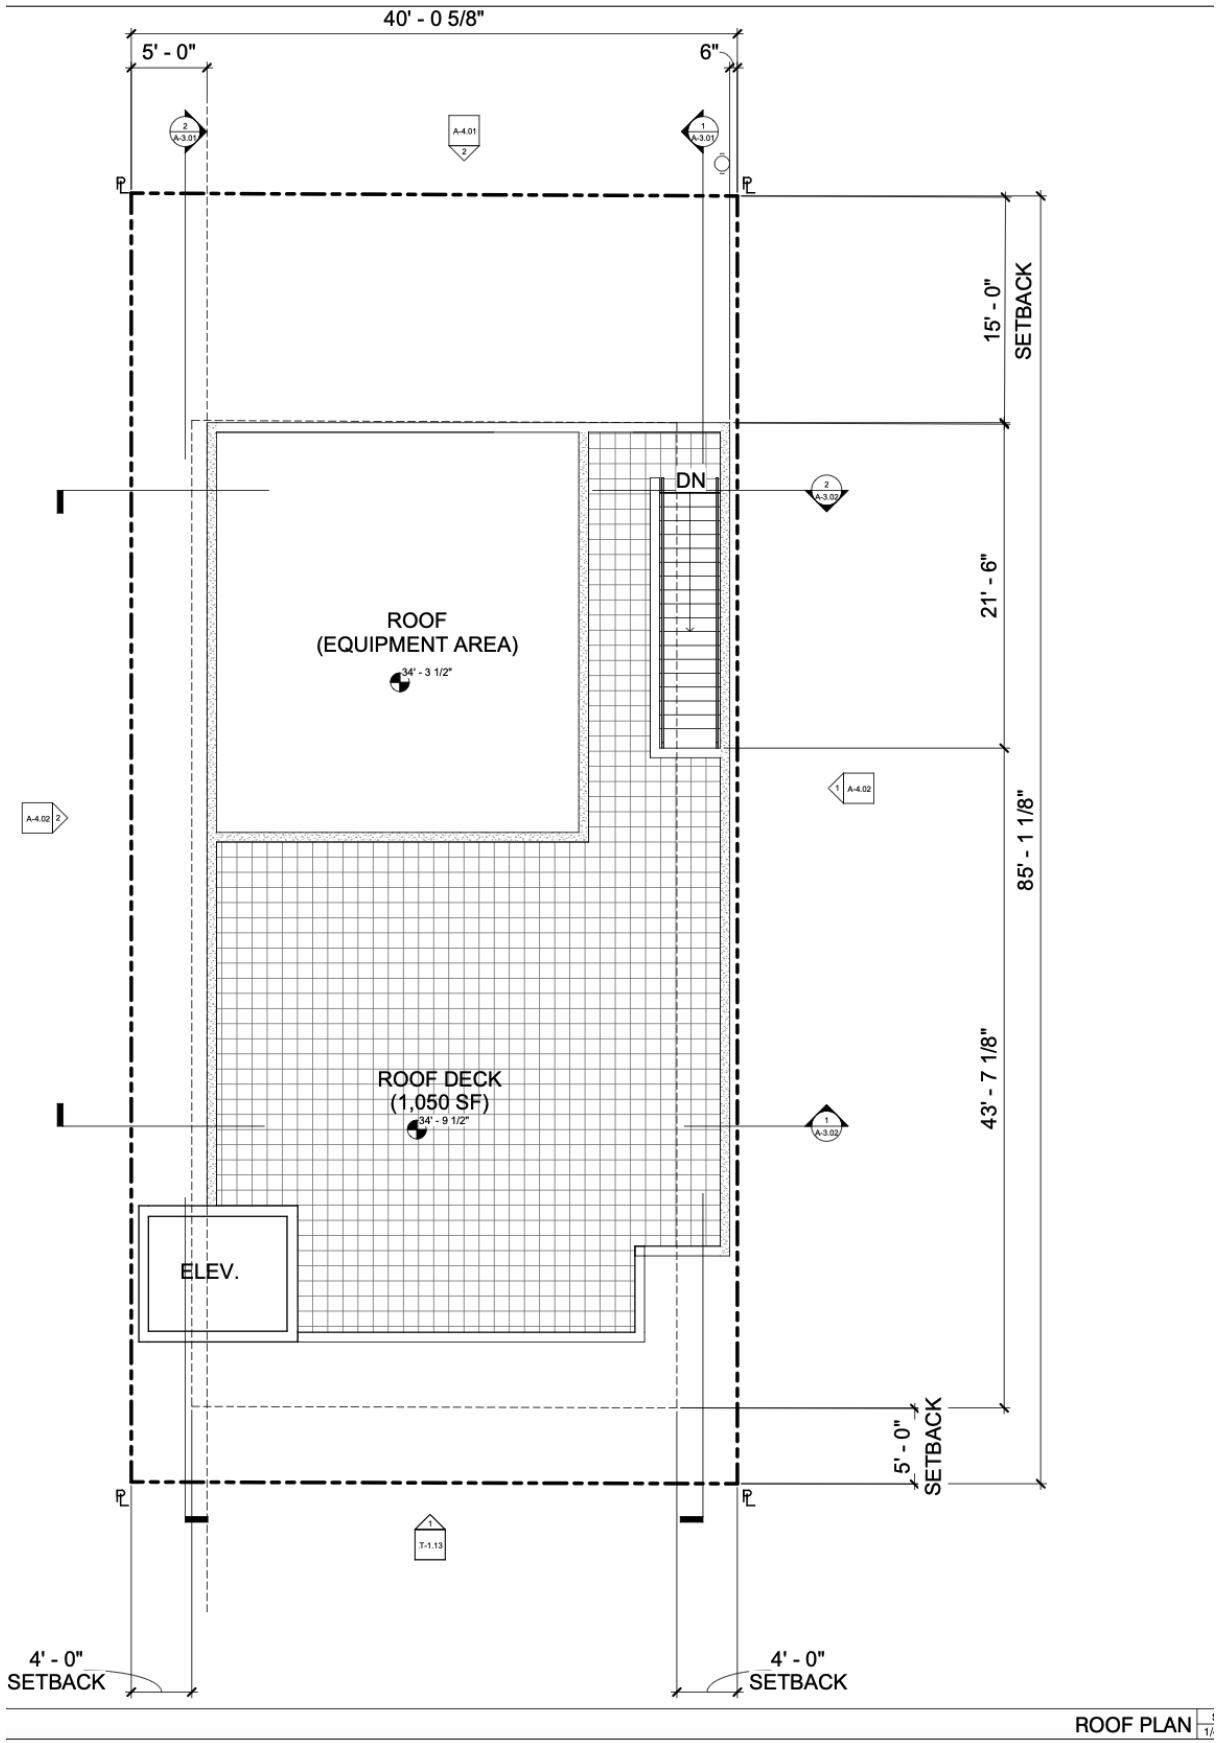 40' - 0 5/8"
5' - 0"
6"
2
A-3.01
A-4.01
2
1
A-3.01
PL
PL
15' - 0"
SETBACK
DN
2
A-3.02
21' - 6"
ROOF
(EQUIPMENT AREA)
34' - 3 1/2"
A-4.02
2
1
A-4.02
85' - 1 1/8"
43' - 7 1/8"
ROOF DECK
(1,050 SF)
34' - 9 1/2"
1
A-3.02
ELEV.
5' - 0"
SETBACK
PL
PL
1
.T-1.13
4' - 0"
SETBACK
4' - 0"
SETBACK
ROOF PLAN